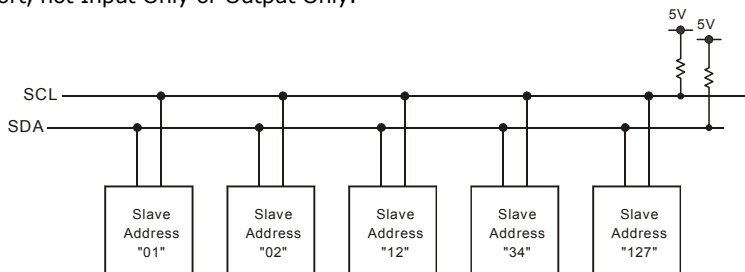 ort, not Input Only or Output Only.
5V
5V
SCL
SDA
Slave
Address
"01"
Slave
Address
"02"
Slave
Address
"12"
Slave
Address
"34"
Slave
Address
"127"